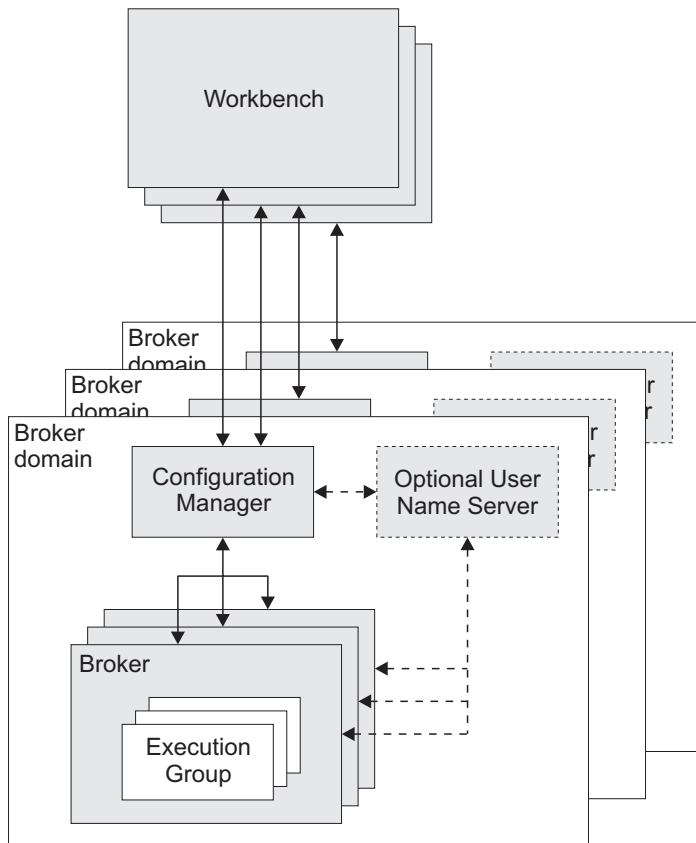 Workbench
Broker
domain
Broker
domain
Broker
domain
Configuration
Manager
Optional User
Name Server
r
r
r
r
Broker
Execution
Group